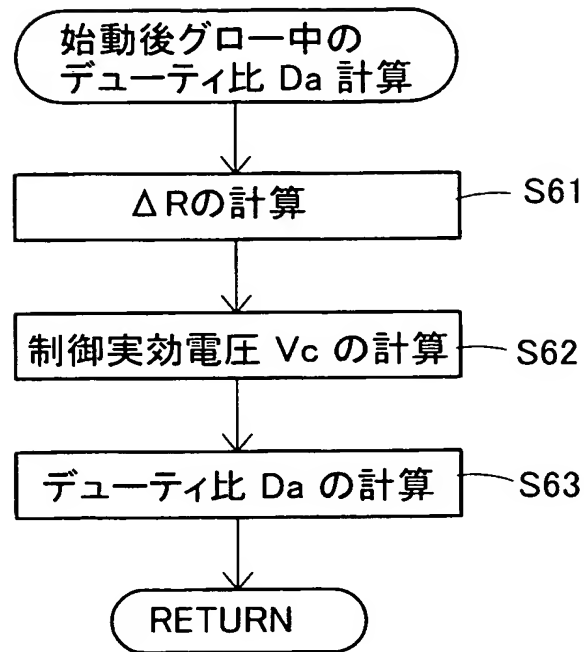 始動後グロー中の
デューティ比 Da 計算
ΔRの計算
S61
制御実効電圧 Vc の計算
S62
デューティ比 Da の計算
S63
RETURN